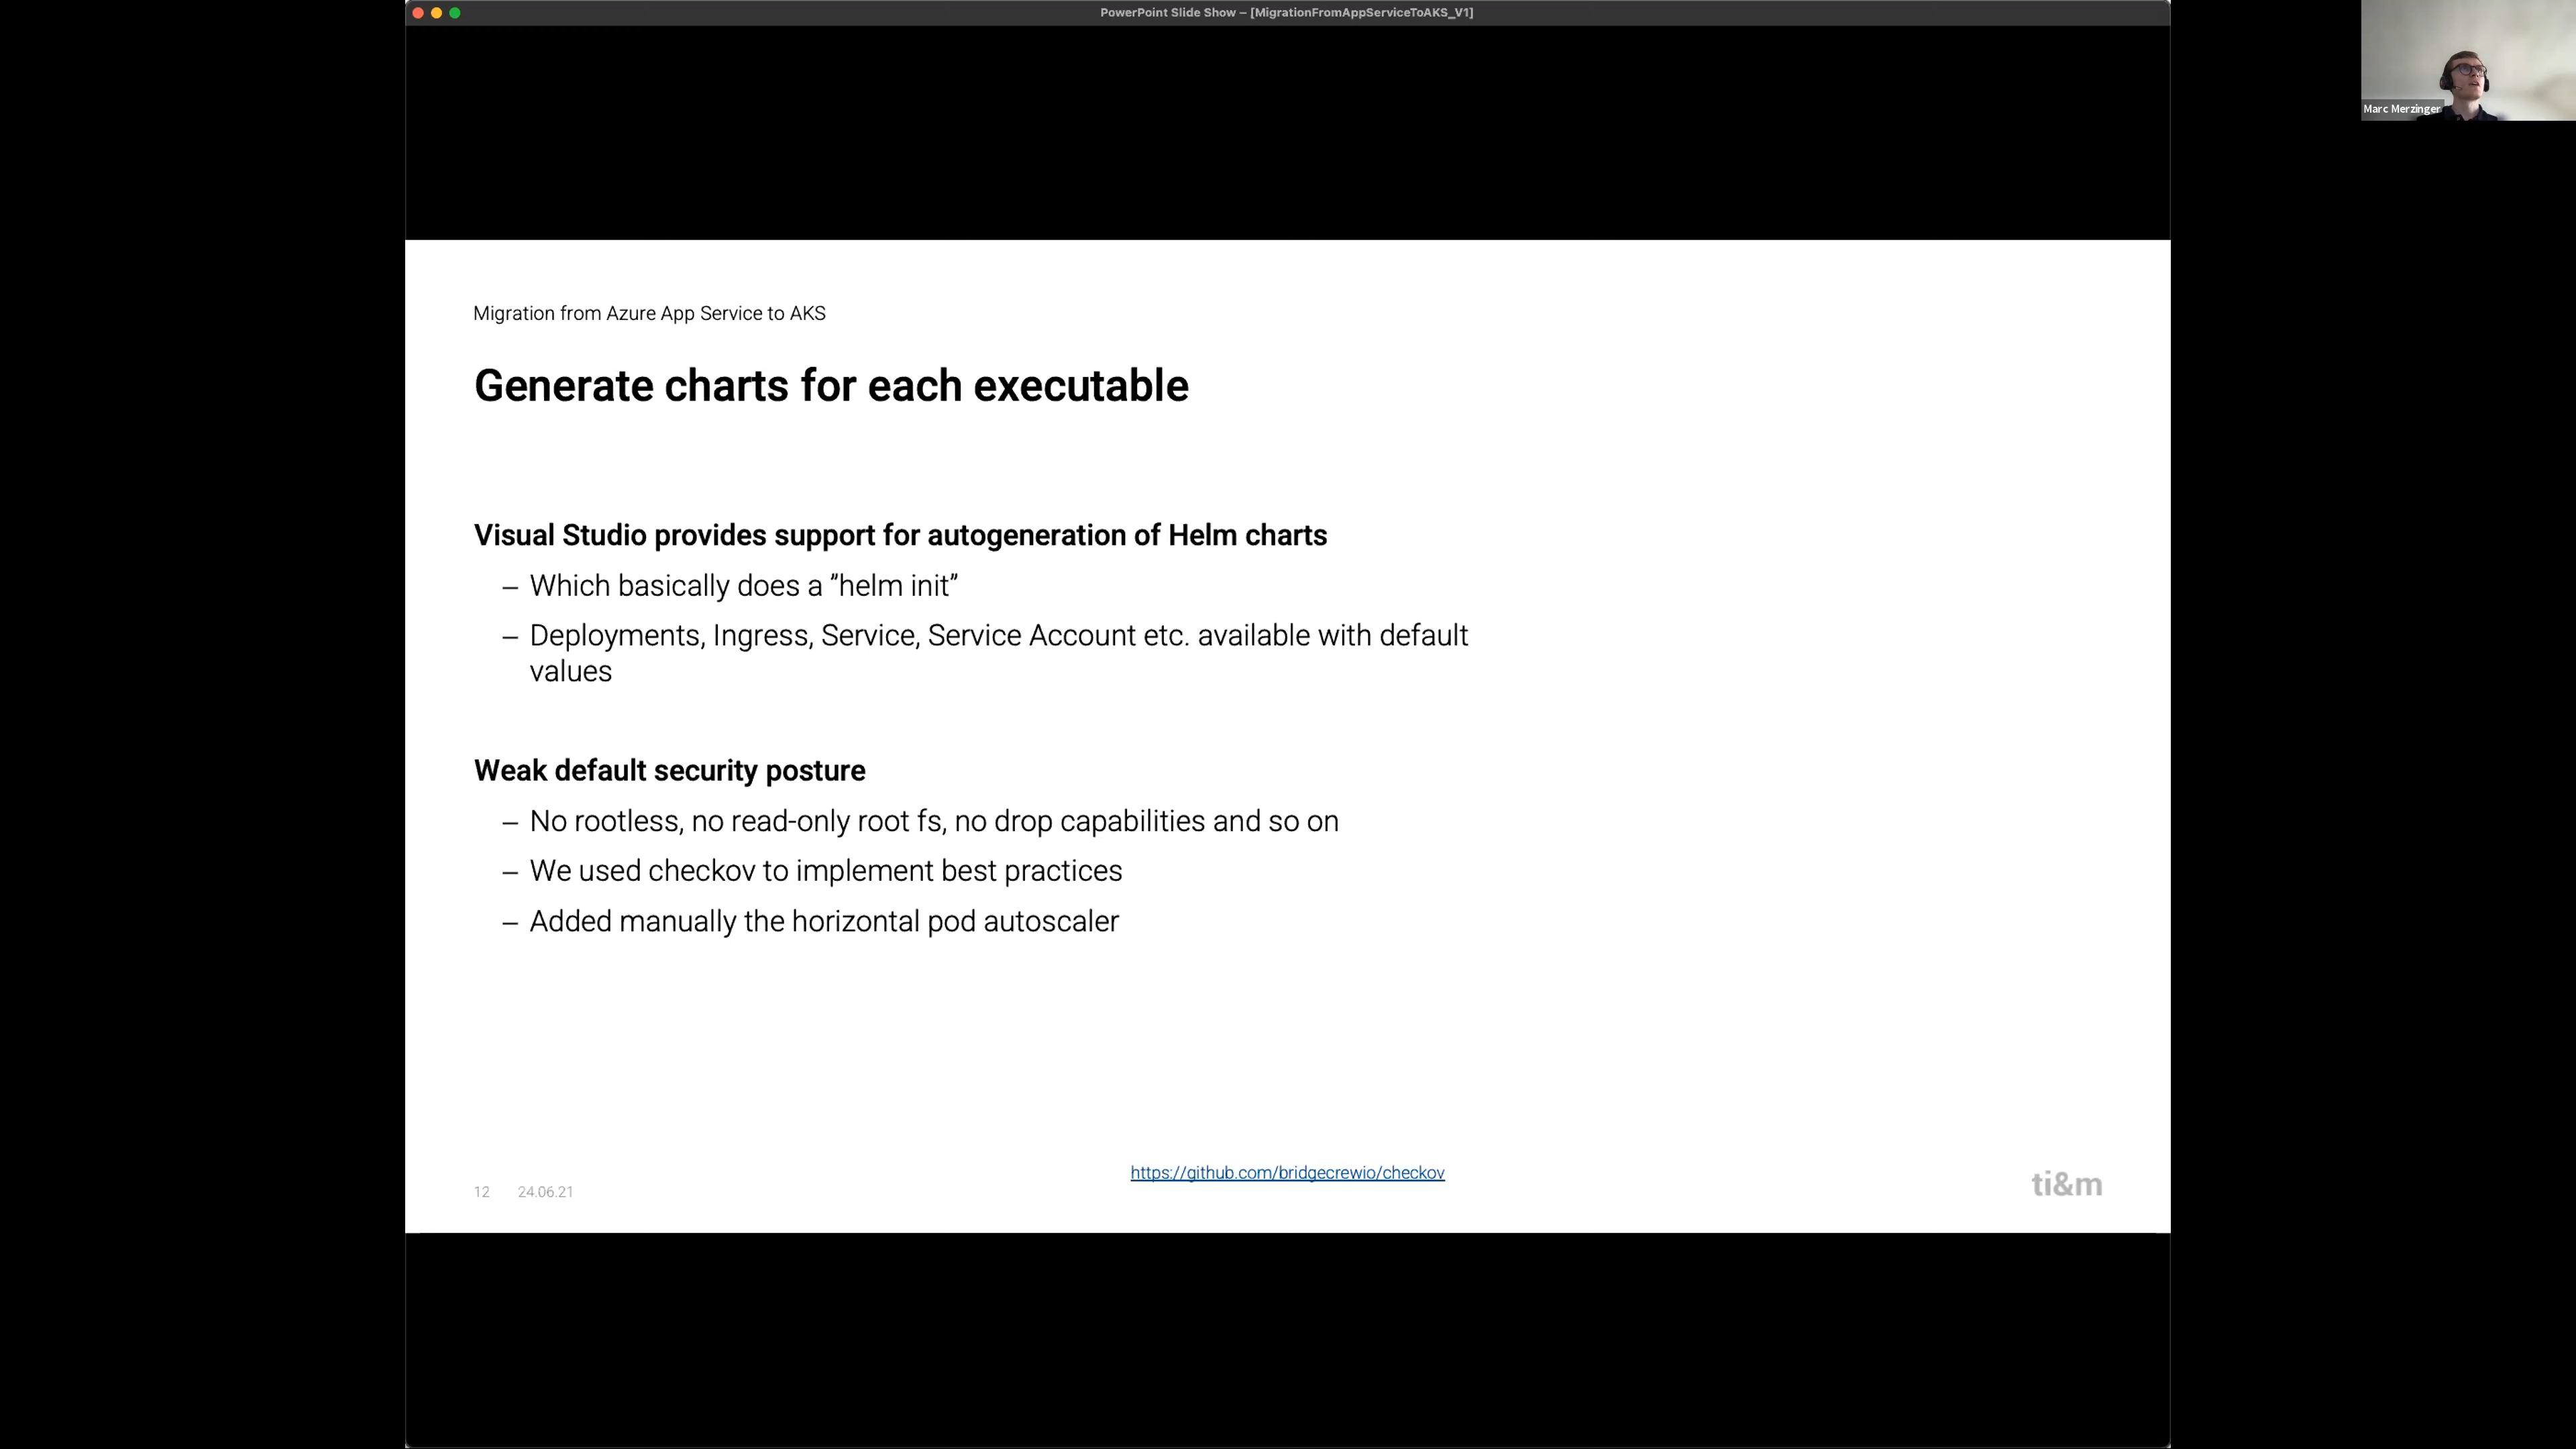 PowerPoint Slide Show – [MigrationFromAppServiceToAKS_V1]
Marc Merzinger
Migration from Azure App Service to AKS
Generate charts for each executable
Visual Studio provides support for autogeneration of Helm charts
– Which basically does a ”helm init”
– Deployments, Ingress, Service, Service Account etc. available with default
values
Weak default security posture
– No rootless, no read-only root fs, no drop capabilities and so on
– We used checkov to implement best practices
– Added manually the horizontal pod autoscaler
https://github.com/bridgecrewio/checkov
12 24.06.21
ti&m